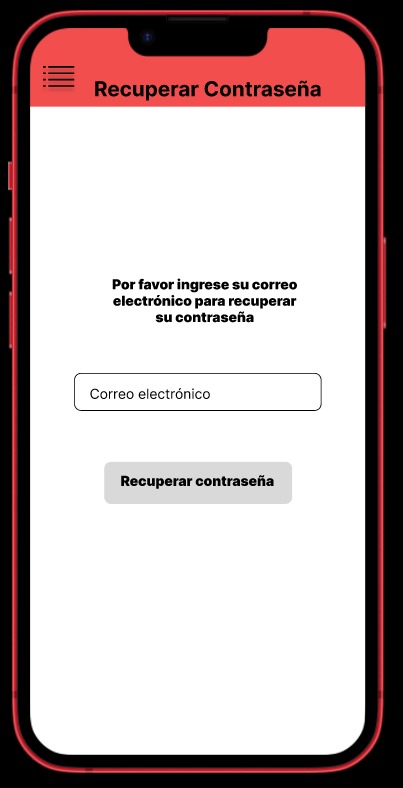 Recuperar Contraseña
Por favor ingrese su correo
electrónico para recuperar
su contraseña
Correo electrónico
Recuperar contraseña